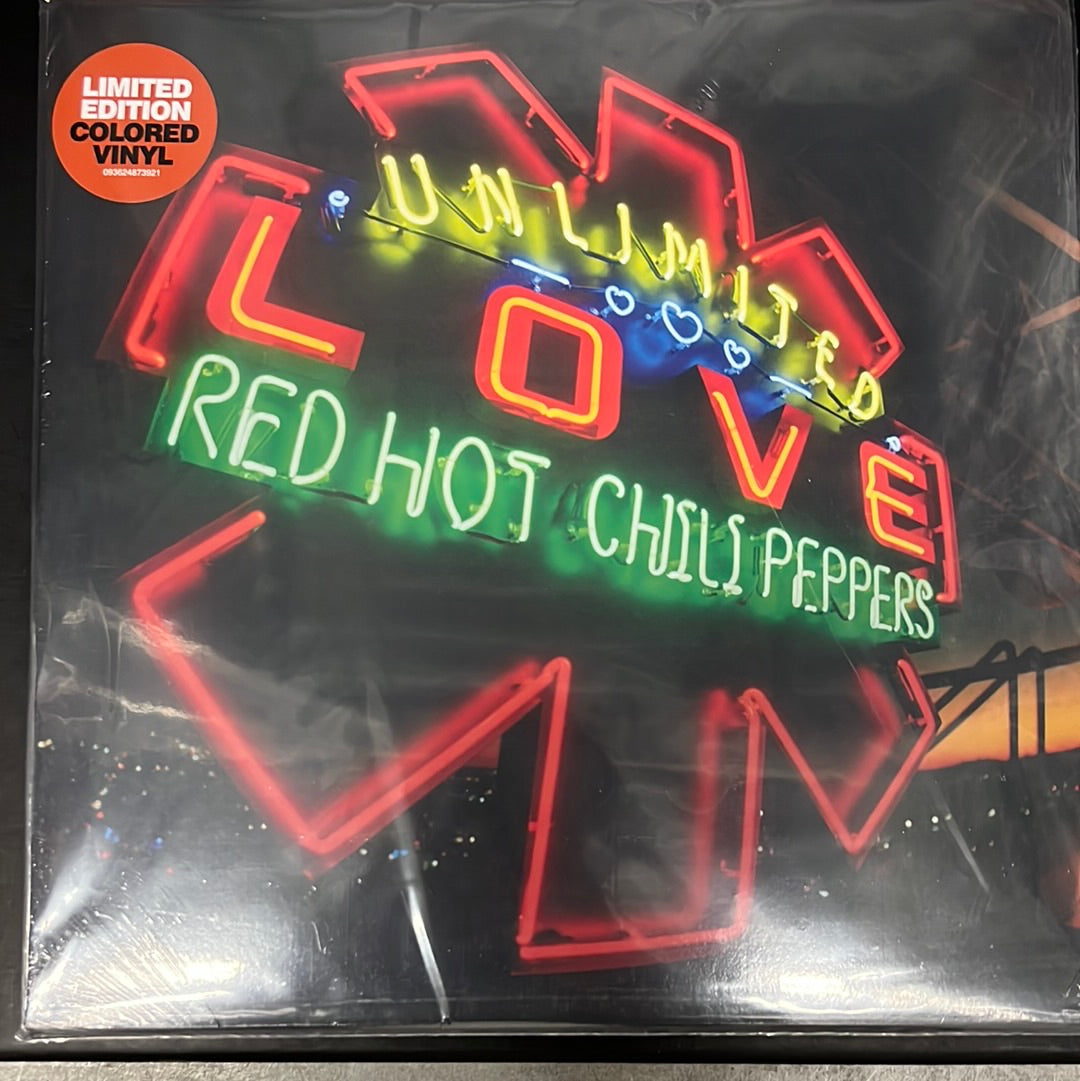 LIMITED
EDITION
COLORED
VINYL
093624873921
UNLIMITED
LOVE
RED HOT CHILI PEPPERS